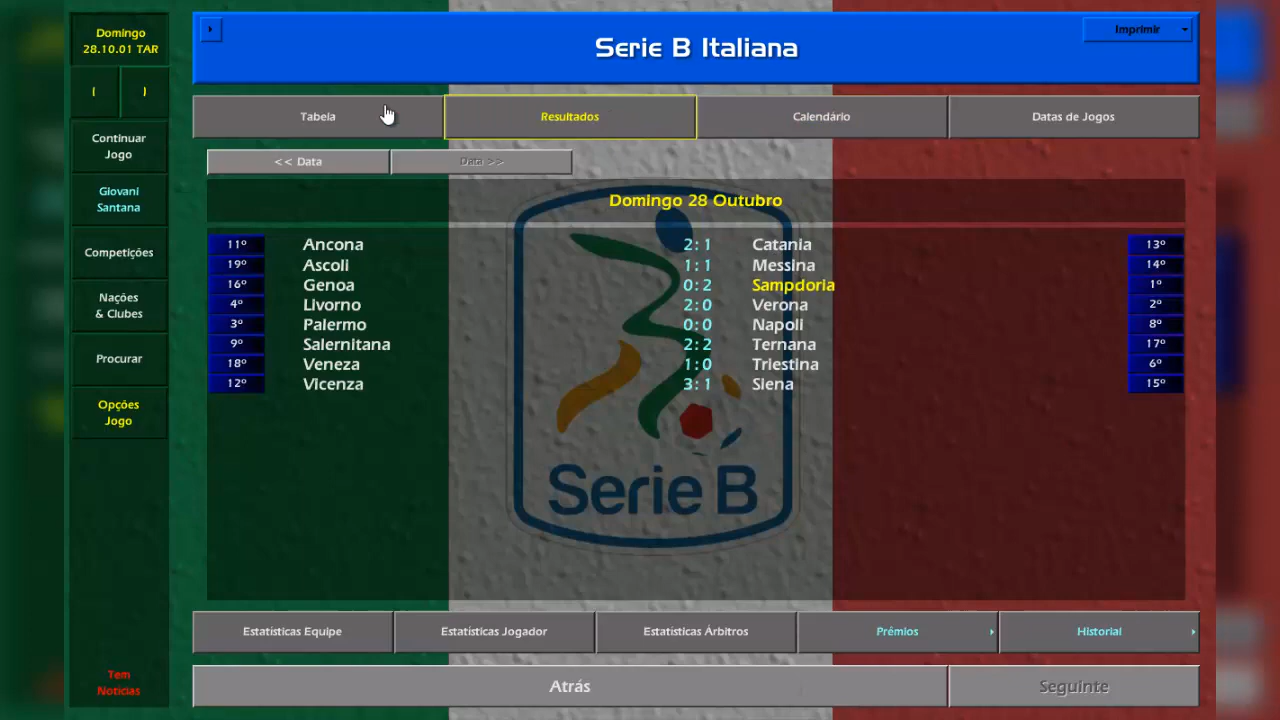 Domingo
28.10.01 TAR
Continuar
Jogo
Giovani
Santana
Competições
Nações
& Clubes
Procurar
Opções
Jogo
Tem
Notícias
Serie B Italiana
Imprimir
Tabela
Resultados
Calendário
Datas de Jogos
<< Data
Data >>
Domingo 28 Outubro
11º Ancona 2:1 Catania 13º
19º Ascoli 1:1 Messina 14º
16º Genoa 0:2 Sampdoria 1º
4º Livorno 2:0 Verona 2º
3º Palermo 0:0 Napoli 8º
9º Salernitana 2:2 Ternana 17º
18º Veneza 1:0 Triestina 6º
12º Vicenza 3:1 Siena 15º
Serie B
Estatísticas Equipe
Estatísticas Jogador
Estatísticas Árbitros
Prémios
Historial
Atrás
Seguinte